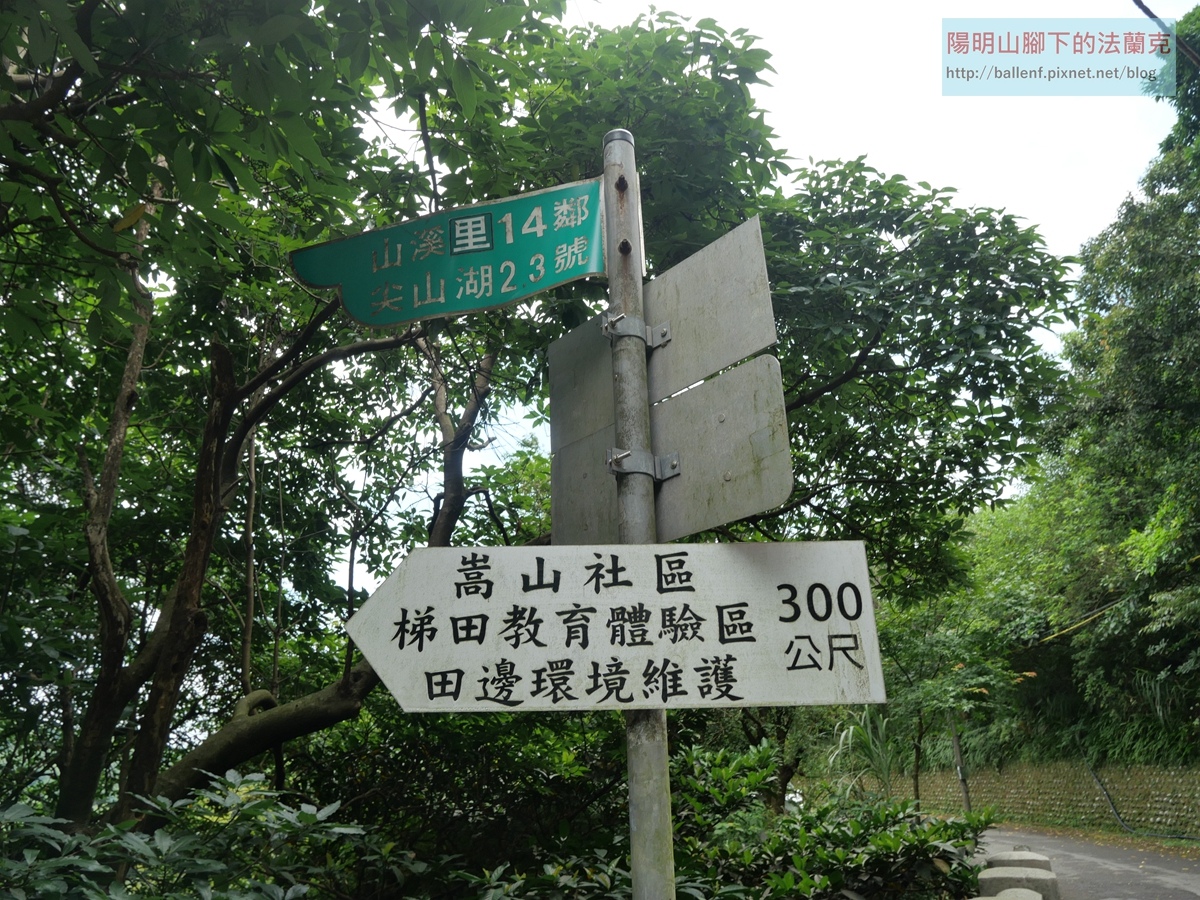 陽明山腳下的法蘭克
http://ballenf.pixnet.net/blog
山溪里14鄰
尖山湖23號
嵩山社區
梯田教育體驗區
田邊環境維護
300
公尺